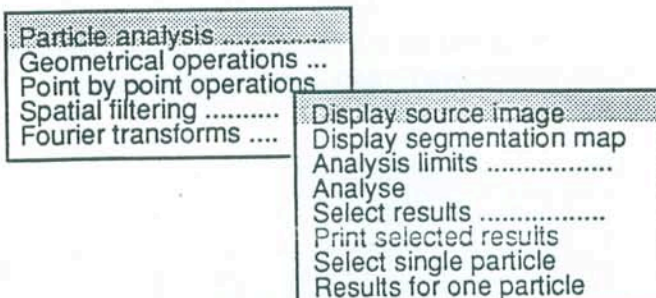 Particle analysis ..............
Geometrical operations ...
Point by point operations
Spatial filtering ..........
Fourier transforms ....
Display source image
Display segmentation map
Analysis limits .................
Analyse
Select results .................
Print selected results
Select single particle
Results for one particle